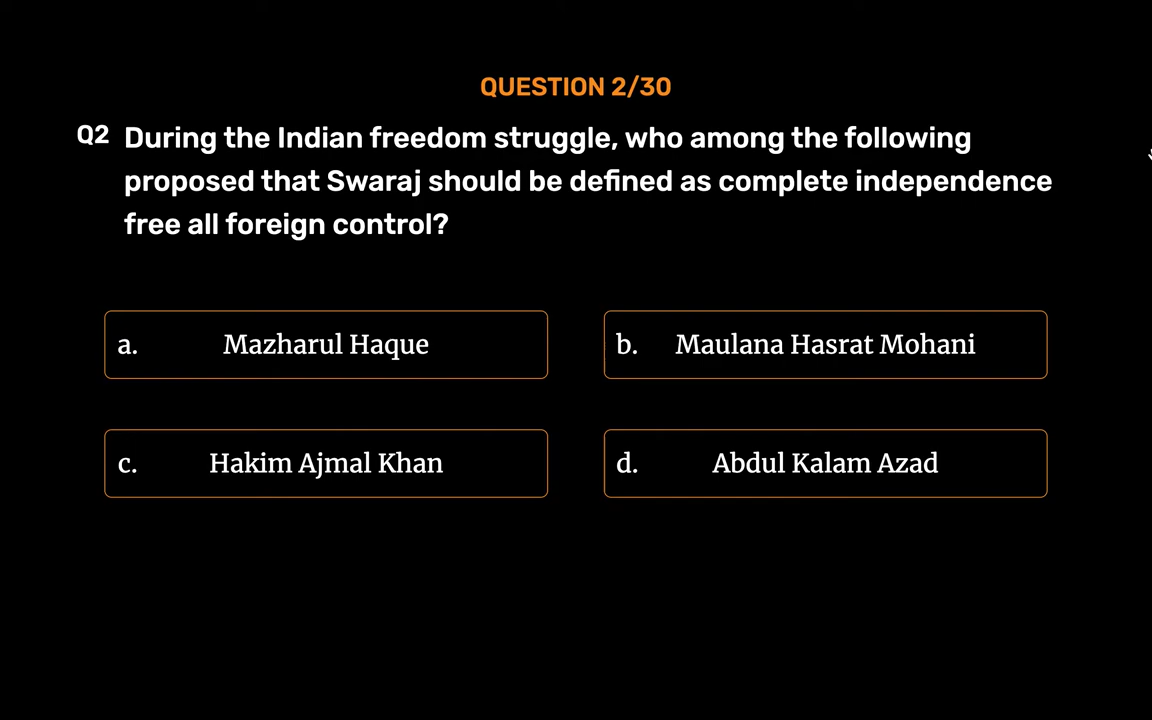 QUESTION 2/30
Q2 During the Indian freedom struggle, who among the following
proposed that Swaraj should be defined as complete independence
free all foreign control?
a. Mazharul Haque
b. Maulana Hasrat Mohani
c. Hakim Ajmal Khan
d. Abdul Kalam Azad